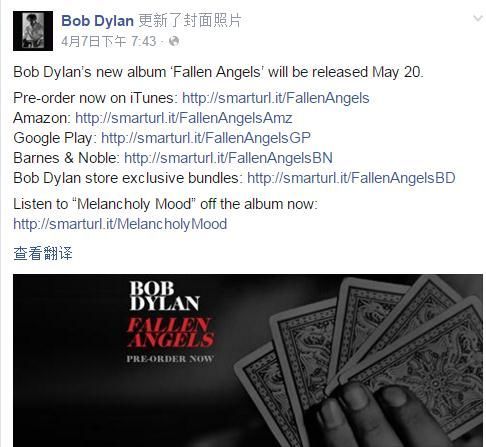 Bob Dylan 更新了封面照片
4月7日下午 7:43 ·
Bob Dylan's new album 'Fallen Angels' will be released May 20.
Pre-order now on iTunes: http://smarturl.it/FallenAngels
Amazon: http://smarturl.it/FallenAngelsAmz
Google Play: http://smarturl.it/FallenAngelsGP
Barnes & Noble: http://smarturl.it/FallenAngelsBN
Bob Dylan store exclusive bundles: http://smarturl.it/FallenAngelsBD
Listen to “Melancholy Mood” off the album now:
http://smarturl.it/MelancholyMood
查看翻译
BOB
DYLAN
FALLEN
ANGELS
PRE-ORDER NOW